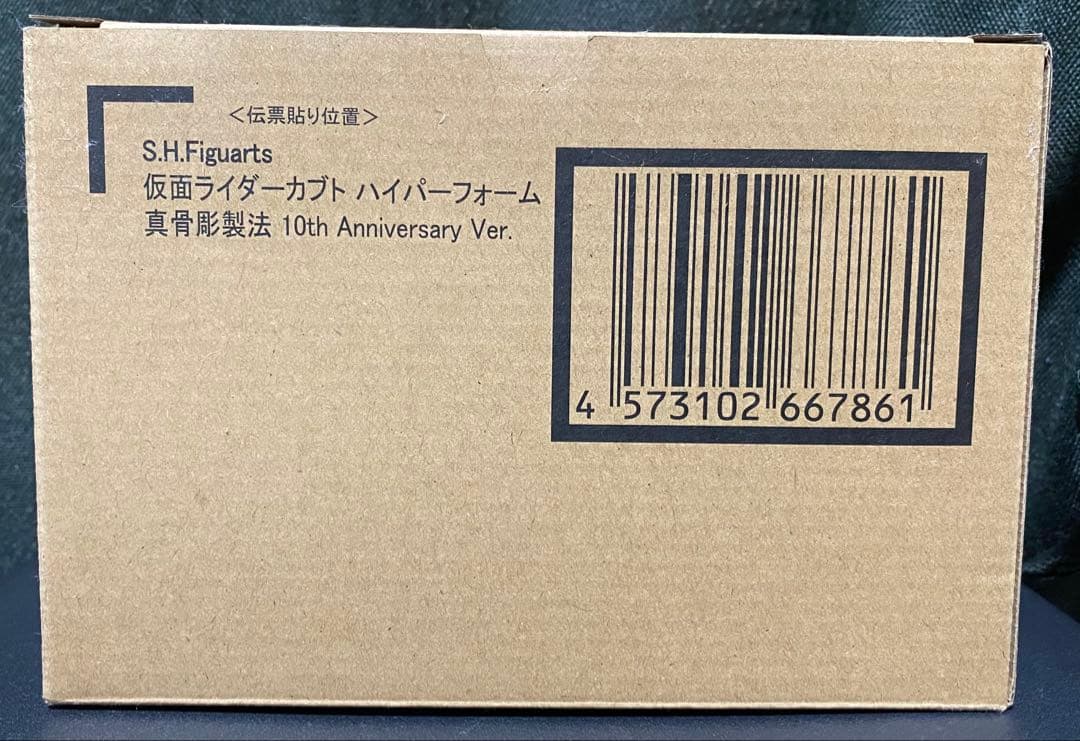 ＜伝票貼り位置＞
S.H.Figuarts
仮面ライダーカブト ハイパーフォーム
真骨彫製法 10th Anniversary Ver.
4 573102 667861